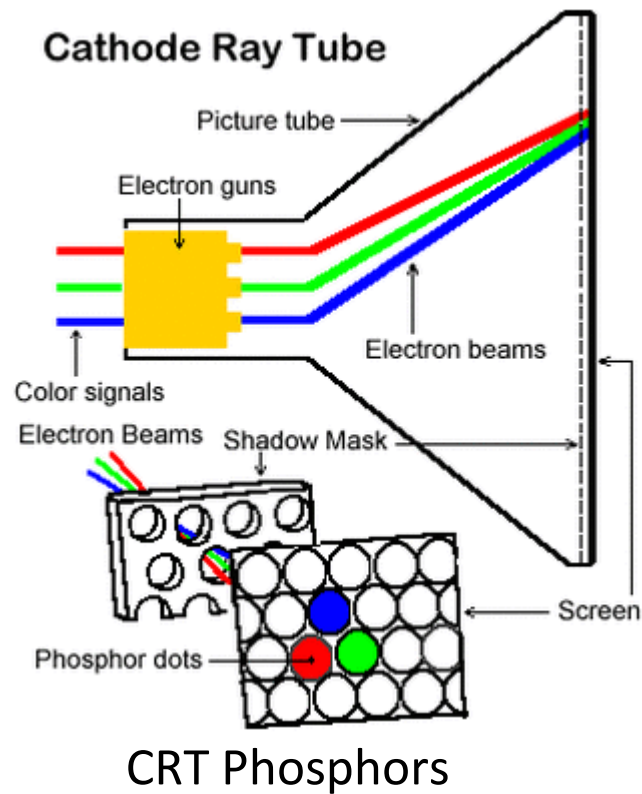 Cathode Ray Tube
Picture tube
Electron guns
Electron beams
Color signals
Electron Beams
Shadow Mask
Screen
Phosphor dots
CRT Phosphors